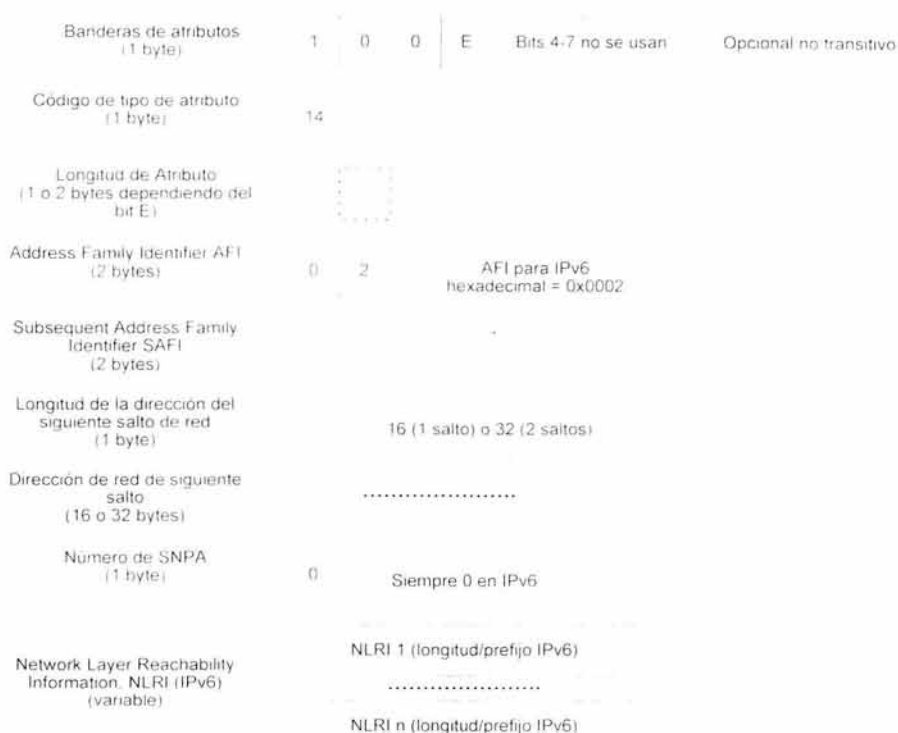 Banderas de atributos
(1 byte)
1 0 0 E Bits 4-7 no se usan Opcional no transitivo
Código de tipo de atributo
(1 byte)
14
Longitud de Atributo
(1 o 2 bytes dependiendo del
bit E)
Address Family Identifier AFI
(2 bytes)
0 2
AFI para IPv6
hexadecimal = 0x0002
Subsequent Address Family
Identifier SAFI
(2 bytes)
Longitud de la dirección del
siguiente salto de red
(1 byte)
16 (1 salto) o 32 (2 saltos)
Dirección de red de siguiente
salto
(16 o 32 bytes)
......................
Número de SNPA
(1 byte)
0 Siempre 0 en IPv6
Network Layer Reachability
Information, NLRI (IPv6)
(variable)
NLRI 1 (longitud/prefijo IPv6)
......................
NLRI n (longitud/prefijo IPv6)